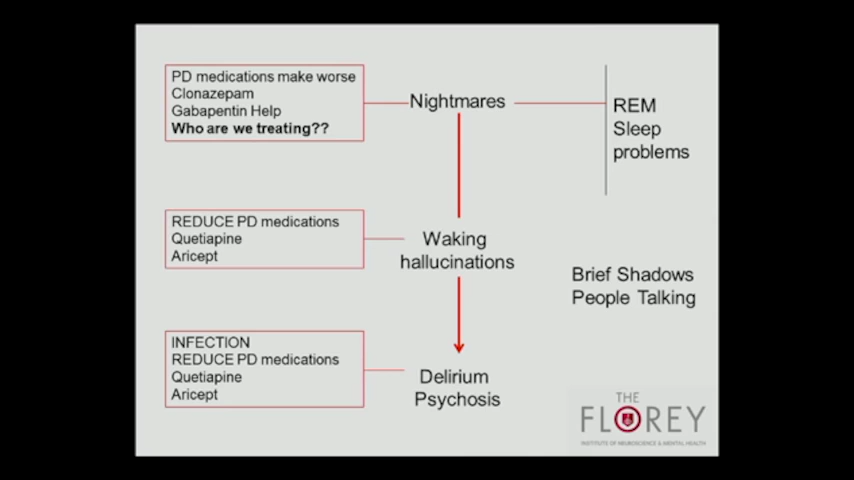 PD medications make worse
Clonazepam
Gabapentin Help
Who are we treating??
Nightmares
REM
Sleep
problems
REDUCE PD medications
Quetiapine
Aricept
Waking
hallucinations
Brief Shadows
People Talking
INFECTION
REDUCE PD medications
Quetiapine
Aricept
Delirium
Psychosis
THE
FLOREY
INSTITUTE OF NEUROSCIENCE & MENTAL HEALTH